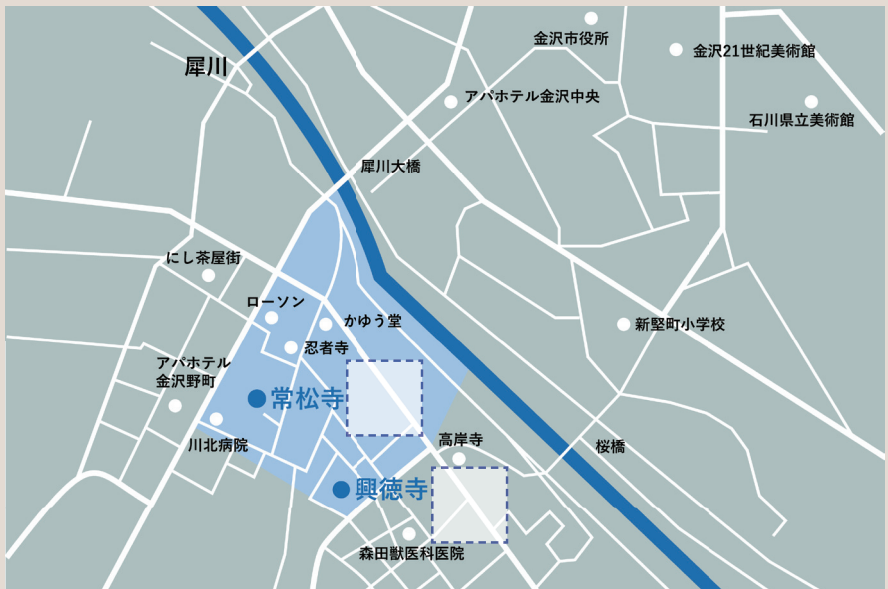 金沢市役所
金沢21世紀美術館
犀川
アパホテル金沢中央
石川県立美術館
犀川大橋
にし茶屋街
ローソン
かゆう堂
新竪町小学校
忍者寺
アパホテル
金沢野町
常松寺
川北病院
高岸寺
桜橋
興徳寺
森田獣医科医院